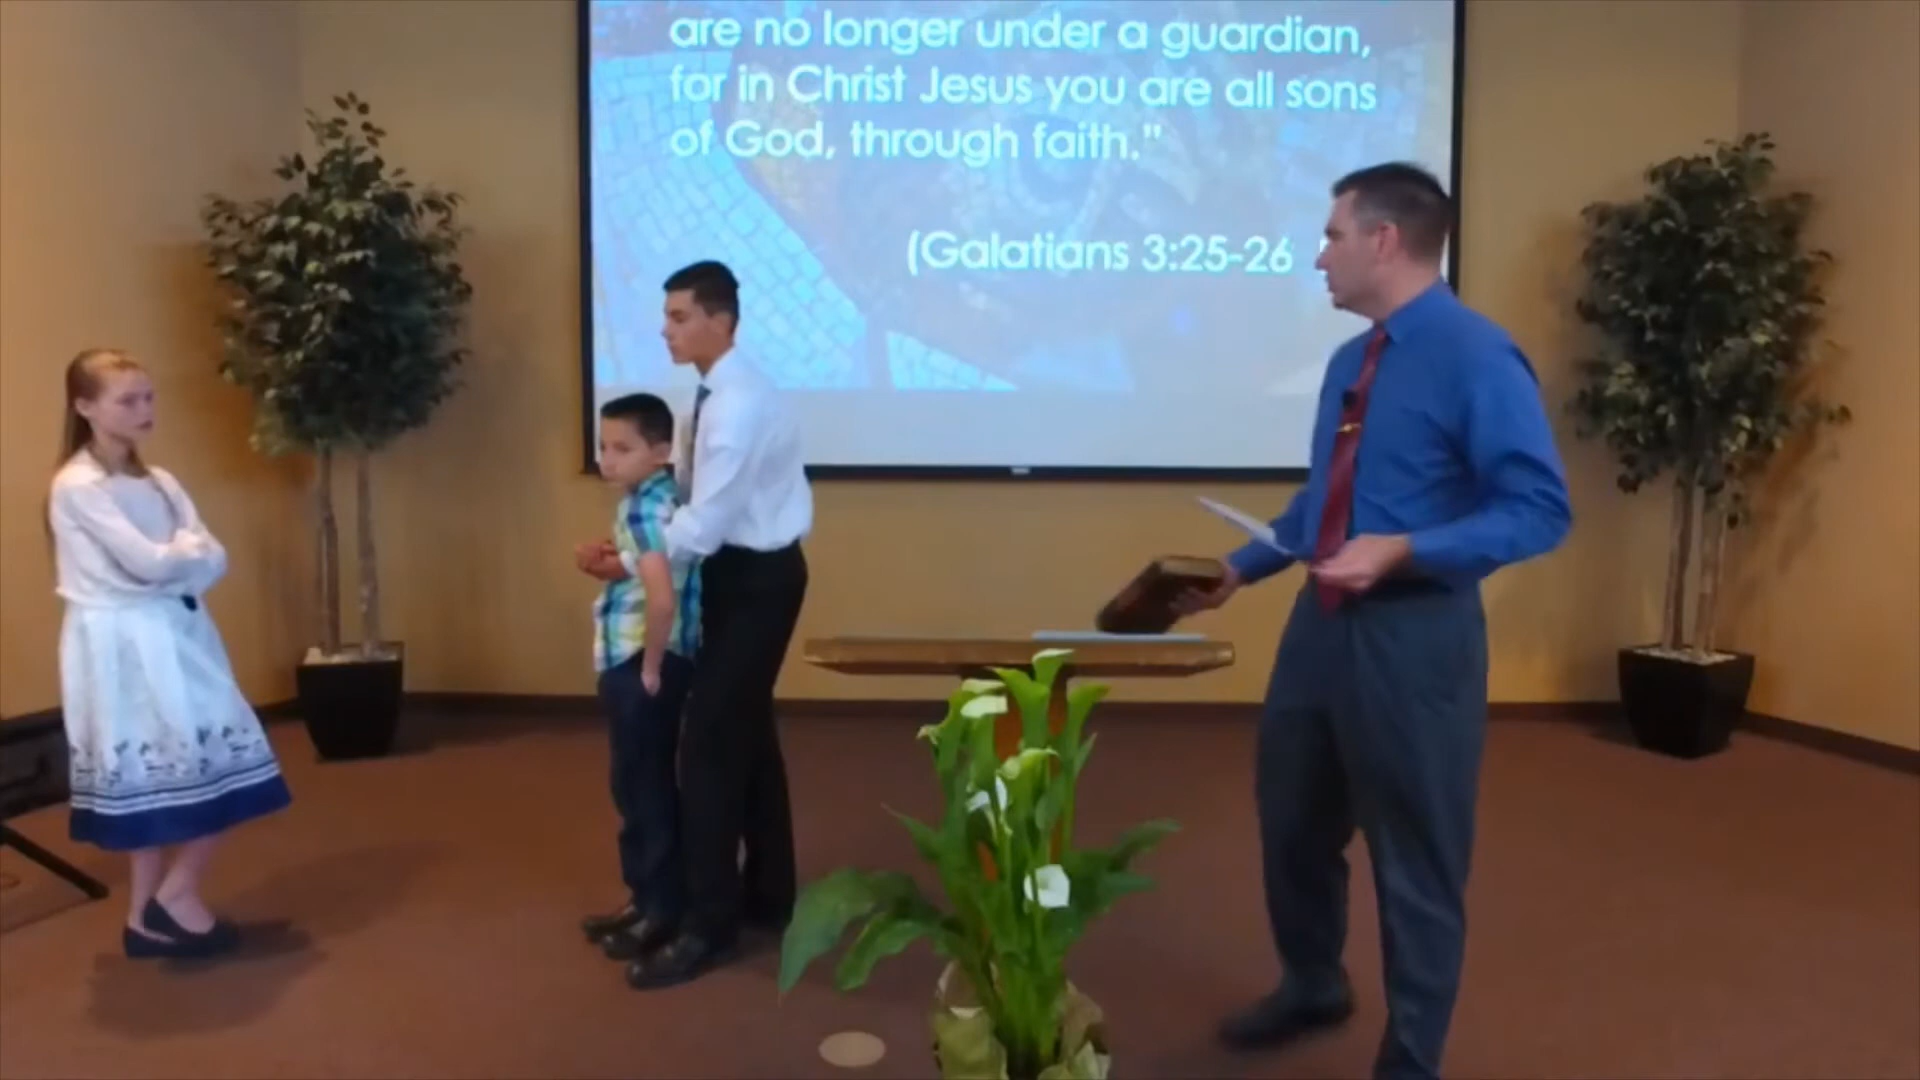 are no longer under a guardian,
for in Christ Jesus you are all sons
of God, through faith."
(Galatians 3:25-26